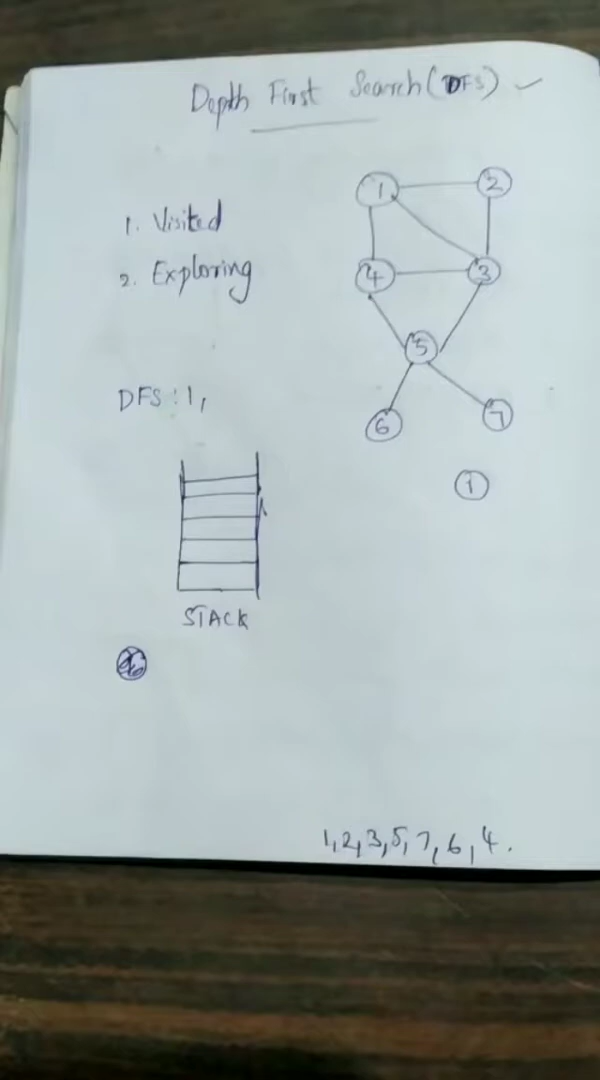 Depth First Search (DFS)
1. Visited
2. Exploring
1
2
4
3
5
6
7
DFS : 1,
1
STACK
1,2,3,5,7,6,4.